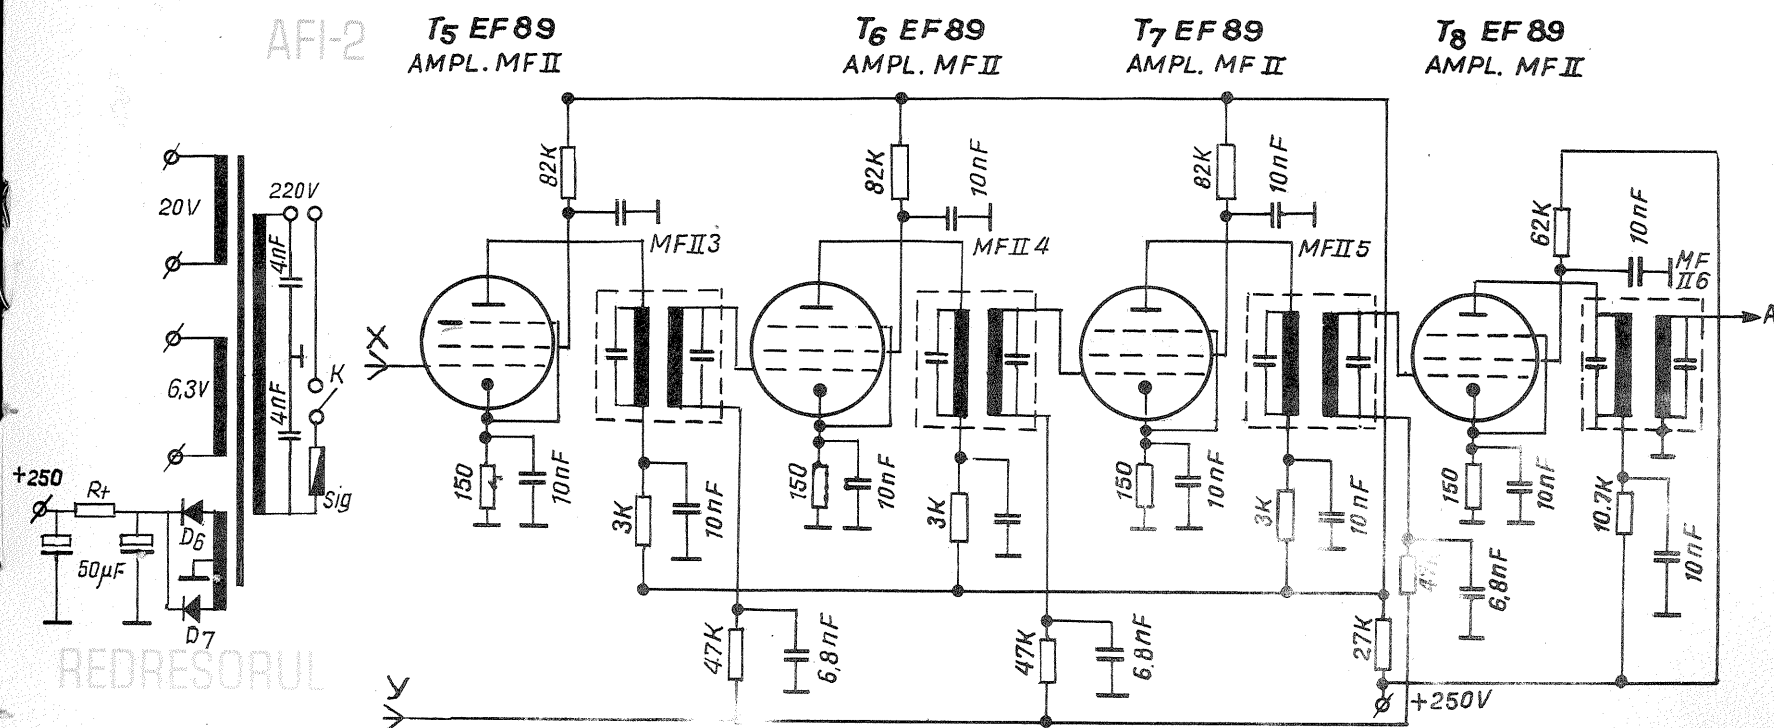 AFI-2
T5 EF89
AMPL. MFII
T6 EF89
AMPL. MFII
T7 EF89
AMPL. MFII
T8 EF89
AMPL. MFII
82K
82K
10nF
82K
10nF
62K
10nF
20V
220V
4nF
MFII3
MFII4
MFII5
MF
II6
X
A
6,3V
4nF
K
+250
R+
Sig
D6
50µF
D7
150
10nF
3K
10nF
150
10nF
3K
150
10nF
3K
10nF
150
10nF
10.7K
10nF
6,8nF
47K
6,8nF
47K
6.8nF
27K
REDRESORUL
Y
+250V